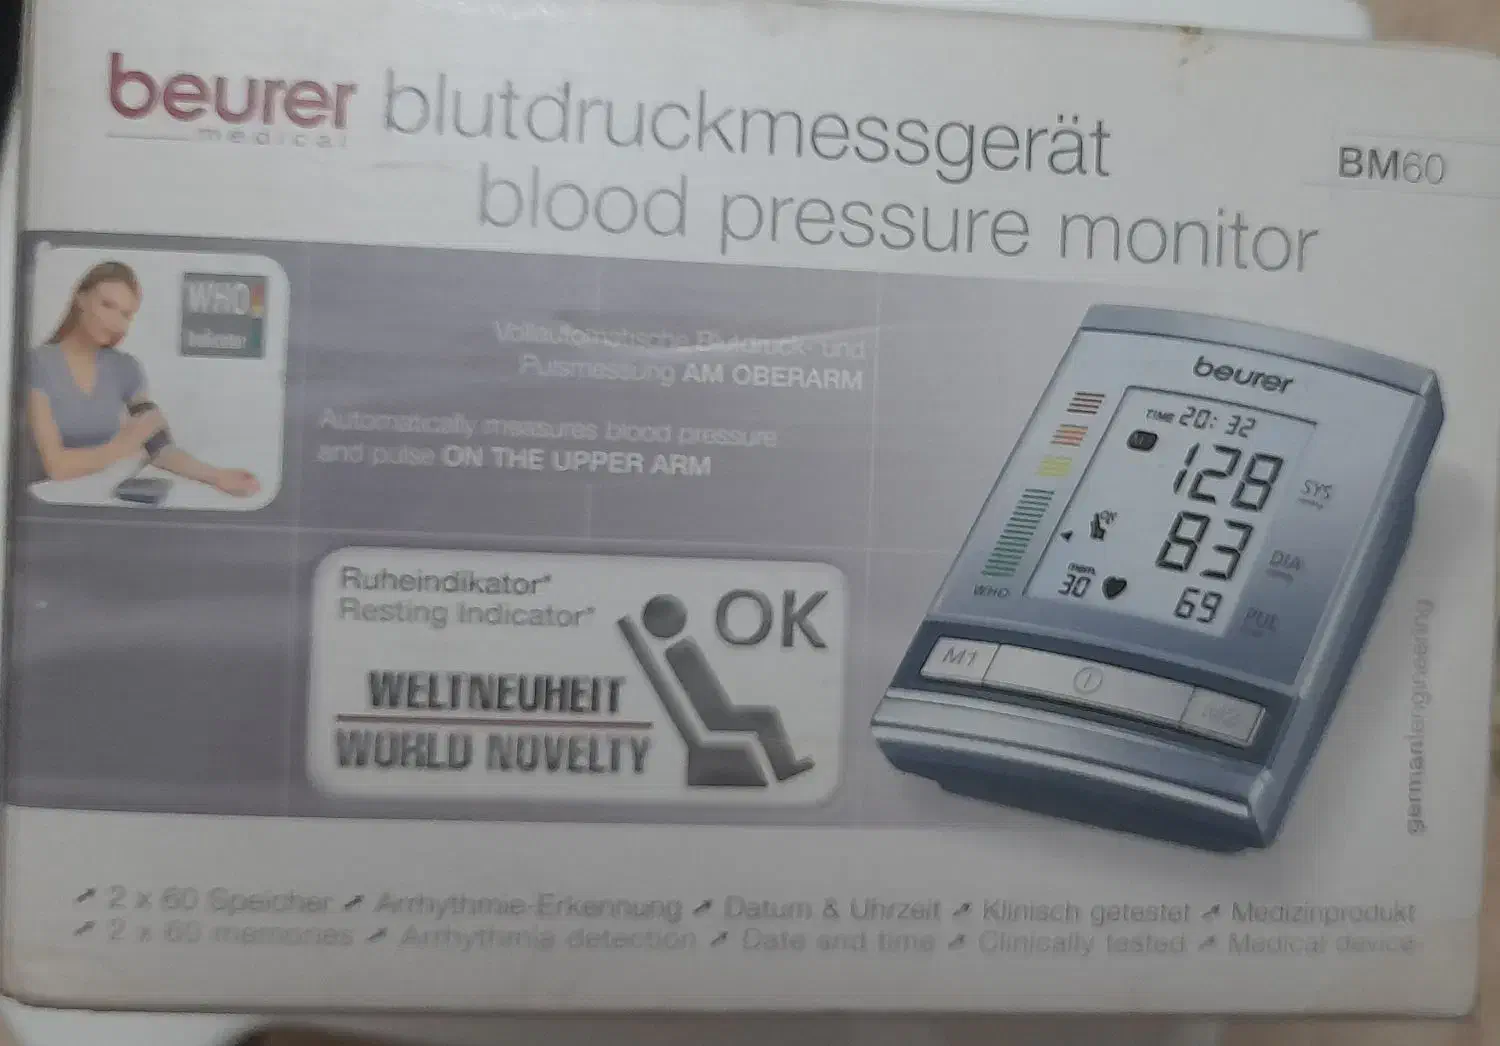 beurer
medical
blutdruckmessgerät
blood pressure monitor
BM60
WHO
Indicator
Vollautomatische Blutdruck- und
Pulsmessung AM OBERARM
Automatically measures blood pressure
and pulse ON THE UPPER ARM
Ruheindikator*
Resting Indicator*
OK
WELTNEUHEIT
WORLD NOVELTY
beurer
TIME 20:32
128 SYS
OK
83 DIA
30
69 PUL
WHO
M1
M2
germanengineering
2 x 60 Speicher Arrhythmie-Erkennung Datum & Uhrzeit Klinisch getestet Medizinprodukt
2 x 60 memories Arrhythmia detection Date and time Clinically tested Medical device